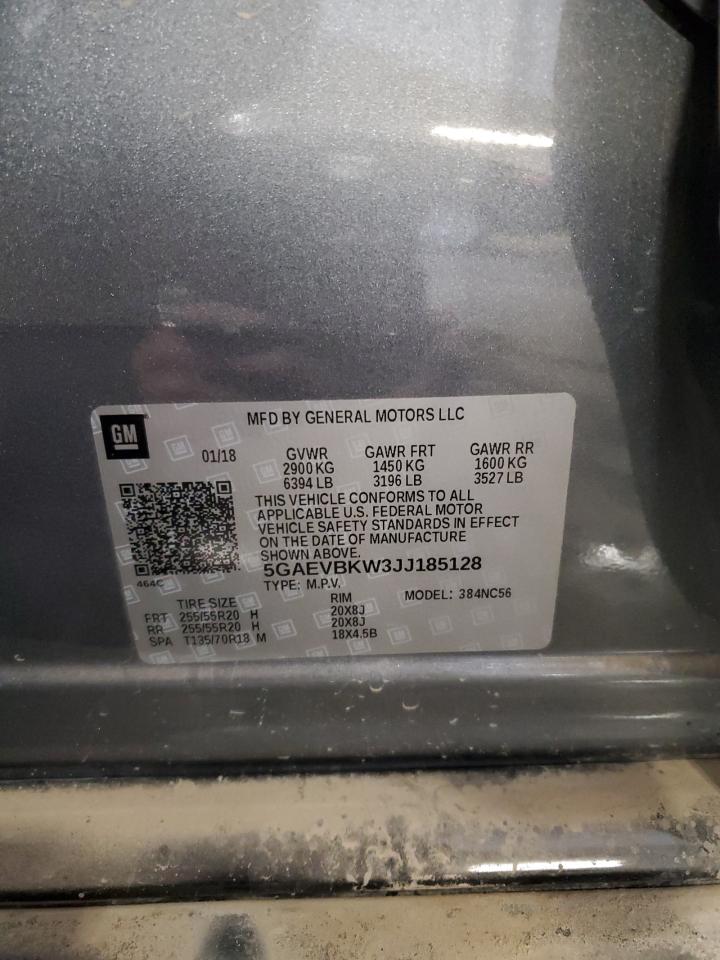 MFD BY GENERAL MOTORS LLC
GM
01/18 GVWR GAWR FRT GAWR RR
2900 KG 1450 KG 1600 KG
6394 LB 3196 LB 3527 LB
THIS VEHICLE CONFORMS TO ALL
APPLICABLE U.S. FEDERAL MOTOR
VEHICLE SAFETY STANDARDS IN EFFECT
ON THE DATE OF MANUFACTURE
SHOWN ABOVE.
5GAEVBKW3JJ185128
464C
TYPE: M.P.V. MODEL: 384NC56
TIRE SIZE RIM
FRT 255/55R20 H 20X8J
RR 255/55R20 H 20X8J
SPA T135/70R18 M 18X4.5B